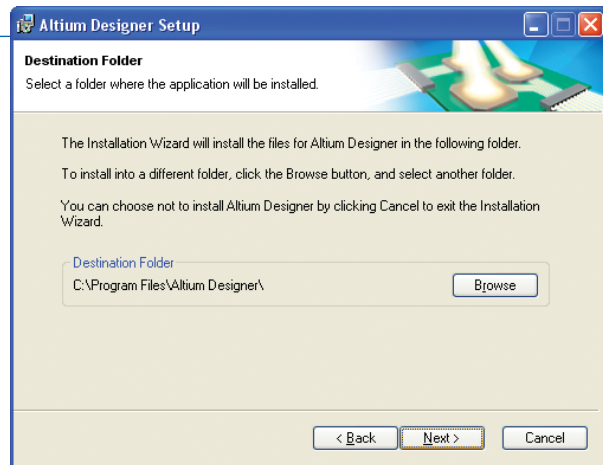 Altium Designer Setup
Destination Folder
Select a folder where the application will be installed.
The Installation Wizard will install the files for Altium Designer in the following folder.
To install into a different folder, click the Browse button, and select another folder.
You can choose not to install Altium Designer by clicking Cancel to exit the Installation
Wizard.
Destination Folder
C:\Program Files\Altium Designer\
Browse
< Back
Next >
Cancel